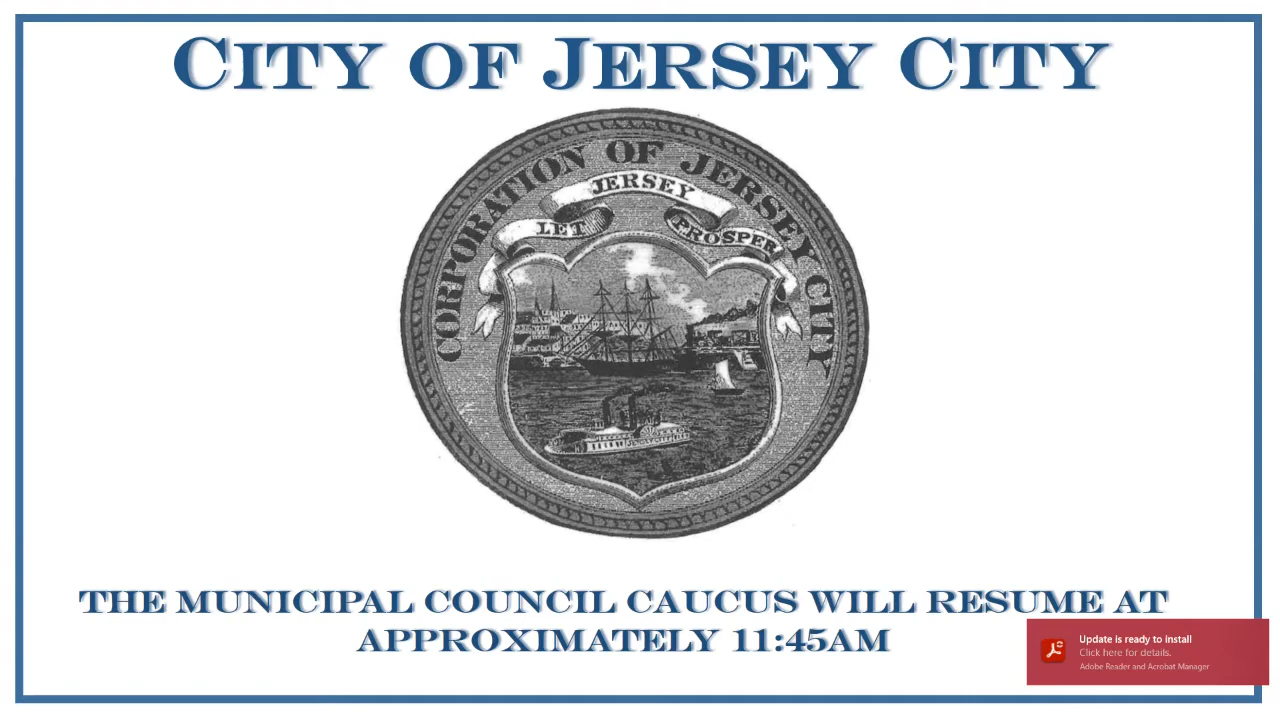 CITY OF JERSEY CITY
CORPORATION OF JERSEY CITY
LET JERSEY PROSPER
THE MUNICIPAL COUNCIL CAUCUS WILL RESUME AT
APPROXIMATELY 11:45AM
Update is ready to install
Click here for details.
Adobe Reader and Acrobat Manager